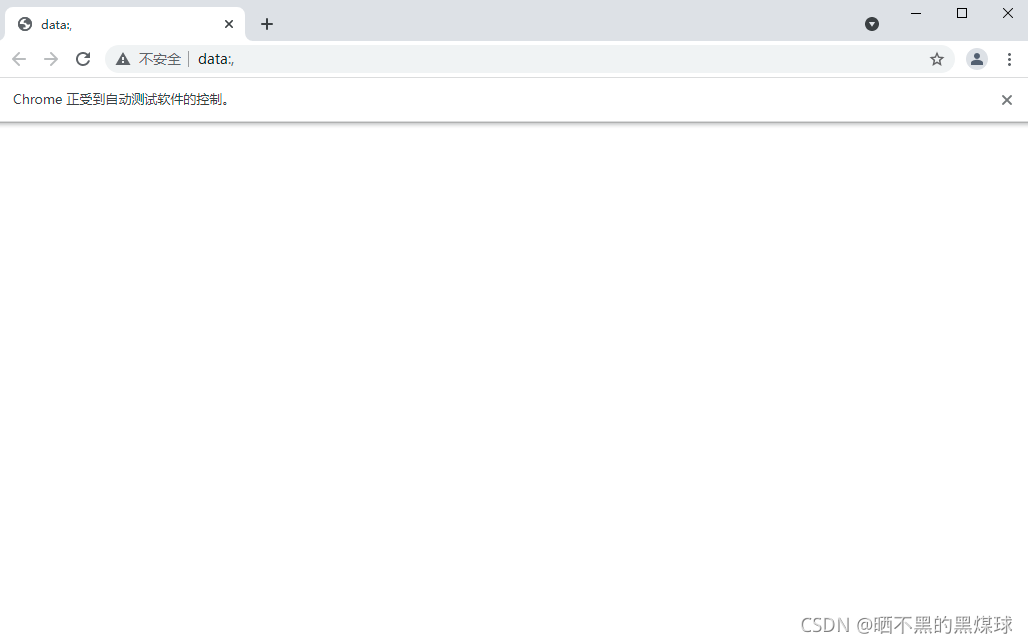 data:,
不安全
data:,
Chrome 正受到自动测试软件的控制。
CSDN @晒不黑的黑煤球